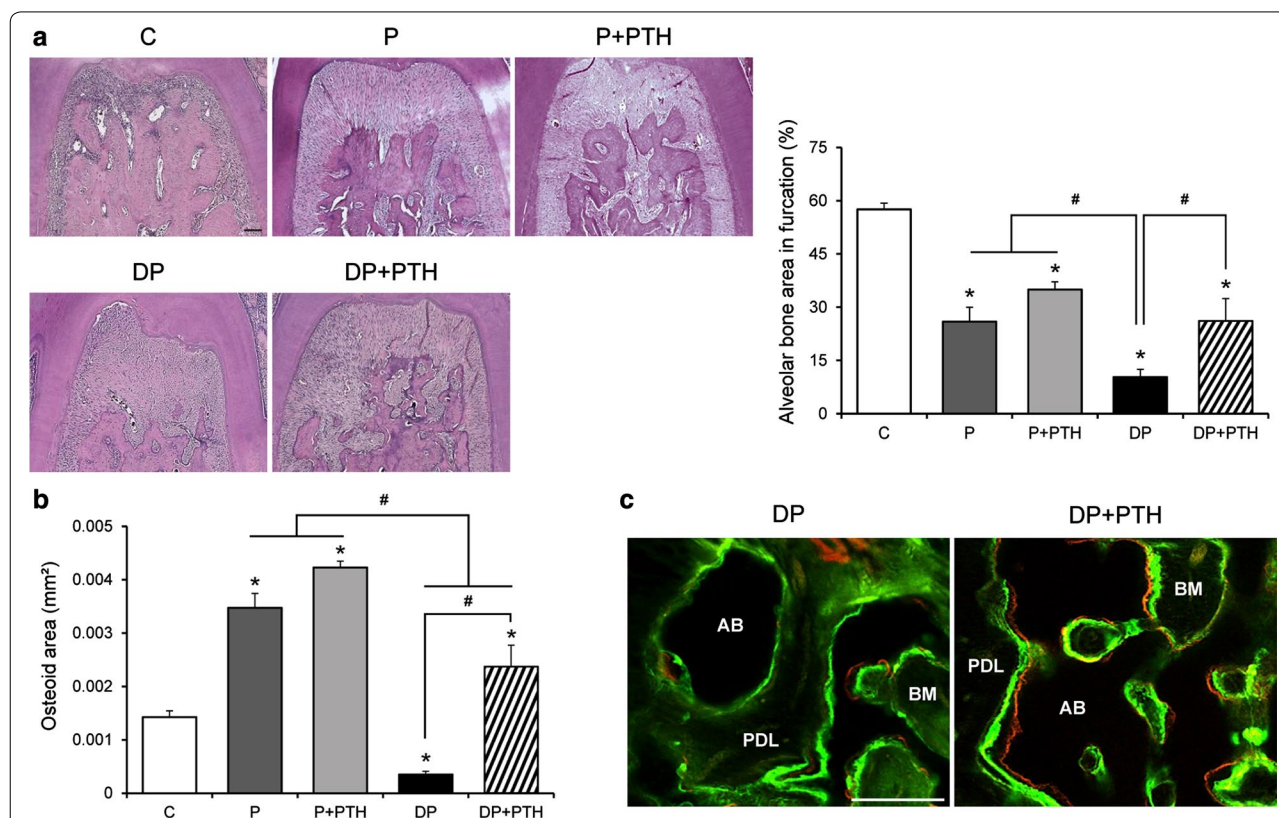 a
C
P
P+PTH
DP
DP+PTH
Alveolar bone area in furcation (%)
75
60
45
30
15
0
#
#
*
*
*
*
C
P
P+PTH
DP
DP+PTH
b
Osteoid area (mm²)
0.005
0.004
0.003
0.002
0.001
0
#
#
*
*
*
*
C
P
P+PTH
DP
DP+PTH
c
DP
DP+PTH
AB
BM
PDL
BM
PDL
AB